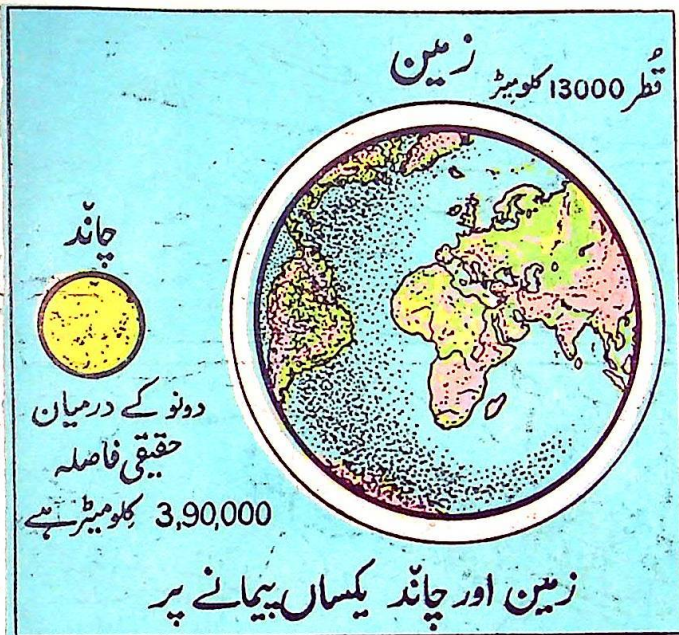 زمین
قُطر 13000 کلومیٹر
چاند
دونو کے درمیان
حقیقی فاصلہ
3,90,000 کِلومیٹر ہے
زمین اور چاند یکساں پیمانے پر